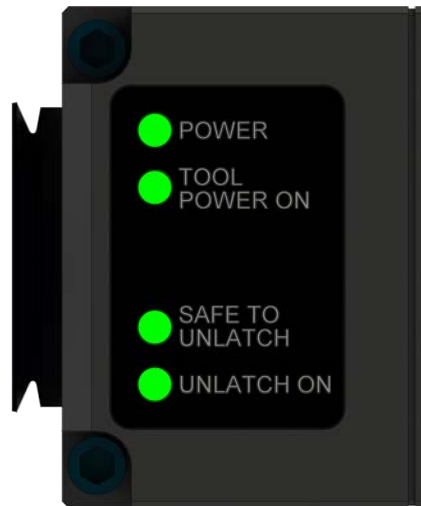 POWER
TOOL
POWER ON
SAFE TO
UNLATCH
UNLATCH ON